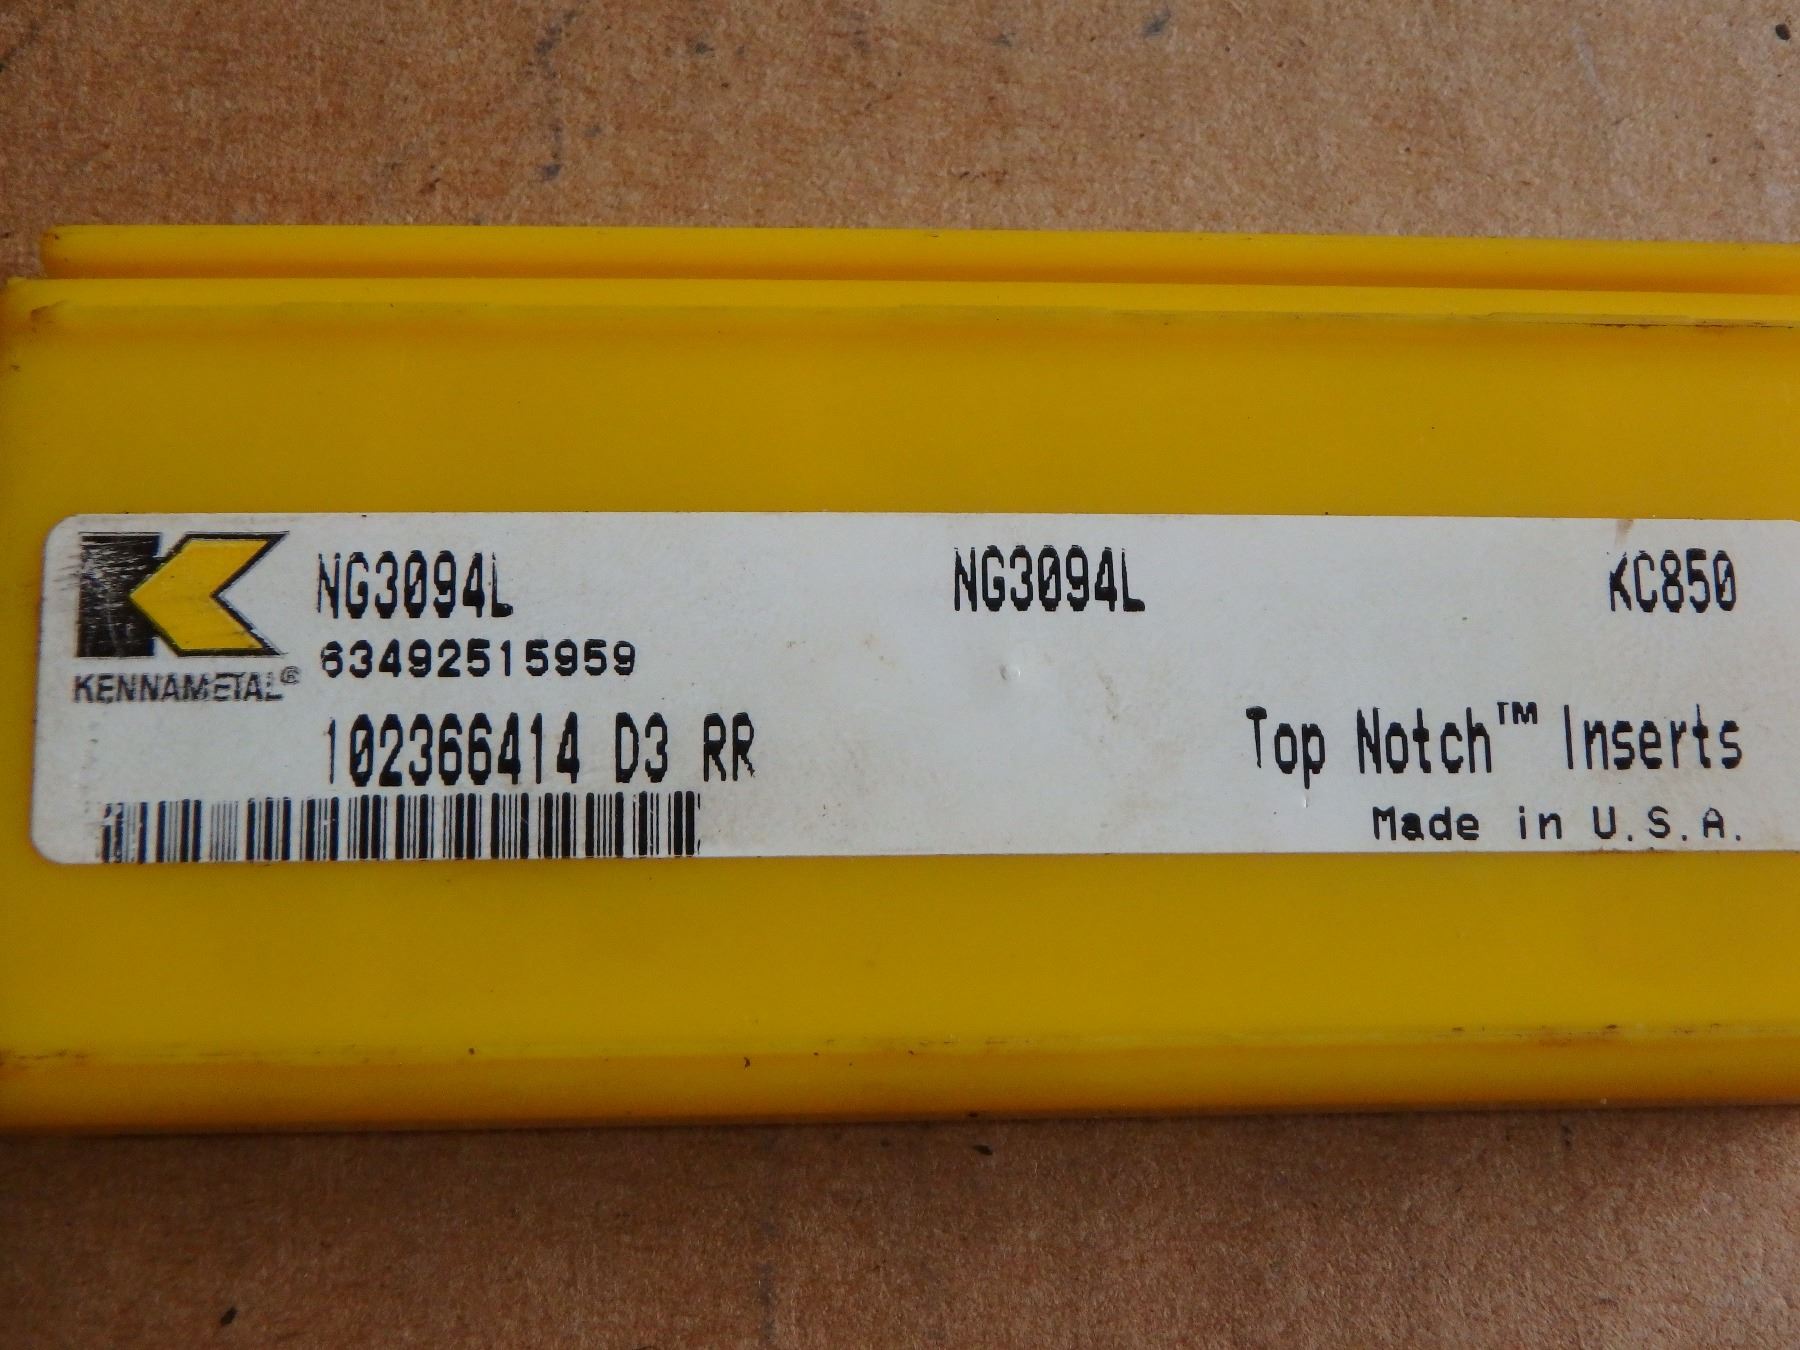 NG3094L NG3094L KC850
63492515959
KENNAMETAL®
102366414 D3 RR Top Notch™ Inserts
Made in U.S.A.